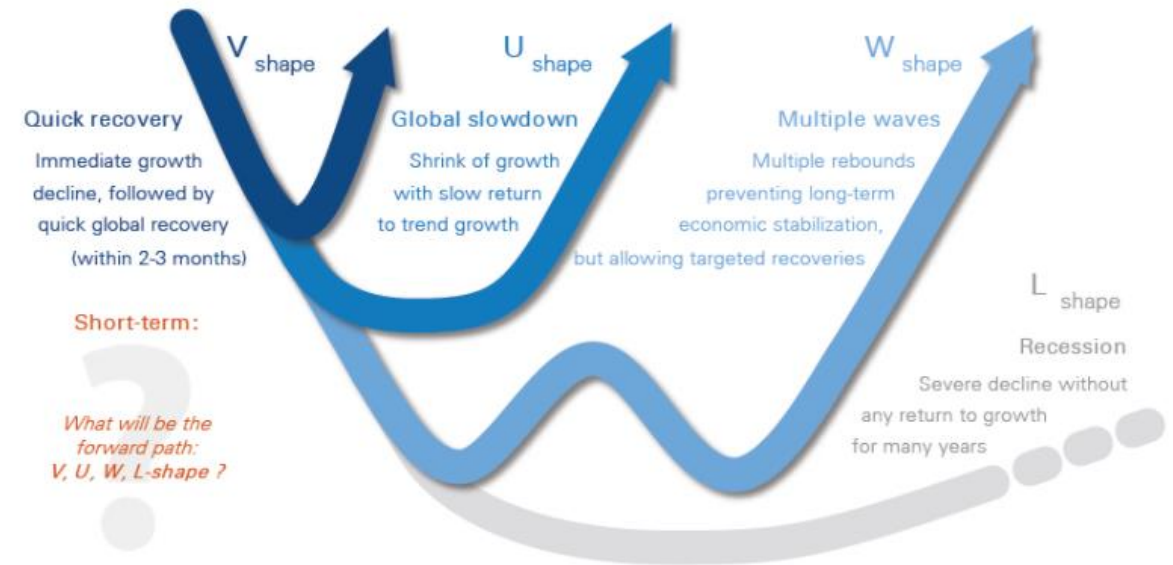 V shape
Quick recovery
Immediate growth
decline, followed by
quick global recovery
(within 2-3 months)
U shape
Global slowdown
Shrink of growth
with slow return
to trend growth
W shape
Multiple waves
Multiple rebounds
preventing long-term
economic stabilization,
but allowing targeted recoveries
L shape
Recession
Severe decline without
any return to growth
for many years
Short-term:
?
What will be the
forward path:
V, U, W, L-shape ?